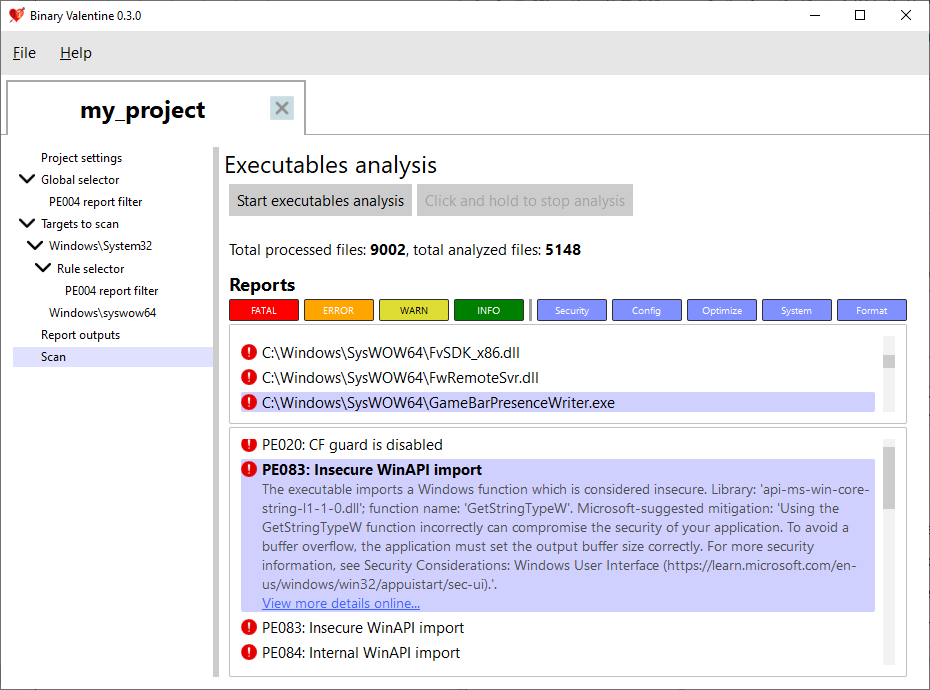 Binary Valentine 0.3.0
File Help
my_project
Project settings
Global selector
PE004 report filter
Targets to scan
Windows\System32
Rule selector
PE004 report filter
Windows\syswow64
Report outputs
Scan
Executables analysis
Start executables analysis Click and hold to stop analysis
Total processed files: 9002, total analyzed files: 5148
Reports
FATAL ERROR WARN INFO Security Config Optimize System Format
C:\Windows\SysWOW64\FvSDK_x86.dll
C:\Windows\SysWOW64\FwRemoteSvr.dll
C:\Windows\SysWOW64\GameBarPresenceWriter.exe
PE020: CF guard is disabled
PE083: Insecure WinAPI import
The executable imports a Windows function which is considered insecure. Library: 'api-ms-win-core-
string-l1-1-0.dll'; function name: 'GetStringTypeW'. Microsoft-suggested mitigation: 'Using the
GetStringTypeW function incorrectly can compromise the security of your application. To avoid a
buffer overflow, the application must set the output buffer size correctly. For more security
information, see Security Considerations: Windows User Interface (https://learn.microsoft.com/en-
us/windows/win32/appuistart/sec-ui).'.
View more details online...
PE083: Insecure WinAPI import
PE084: Internal WinAPI import